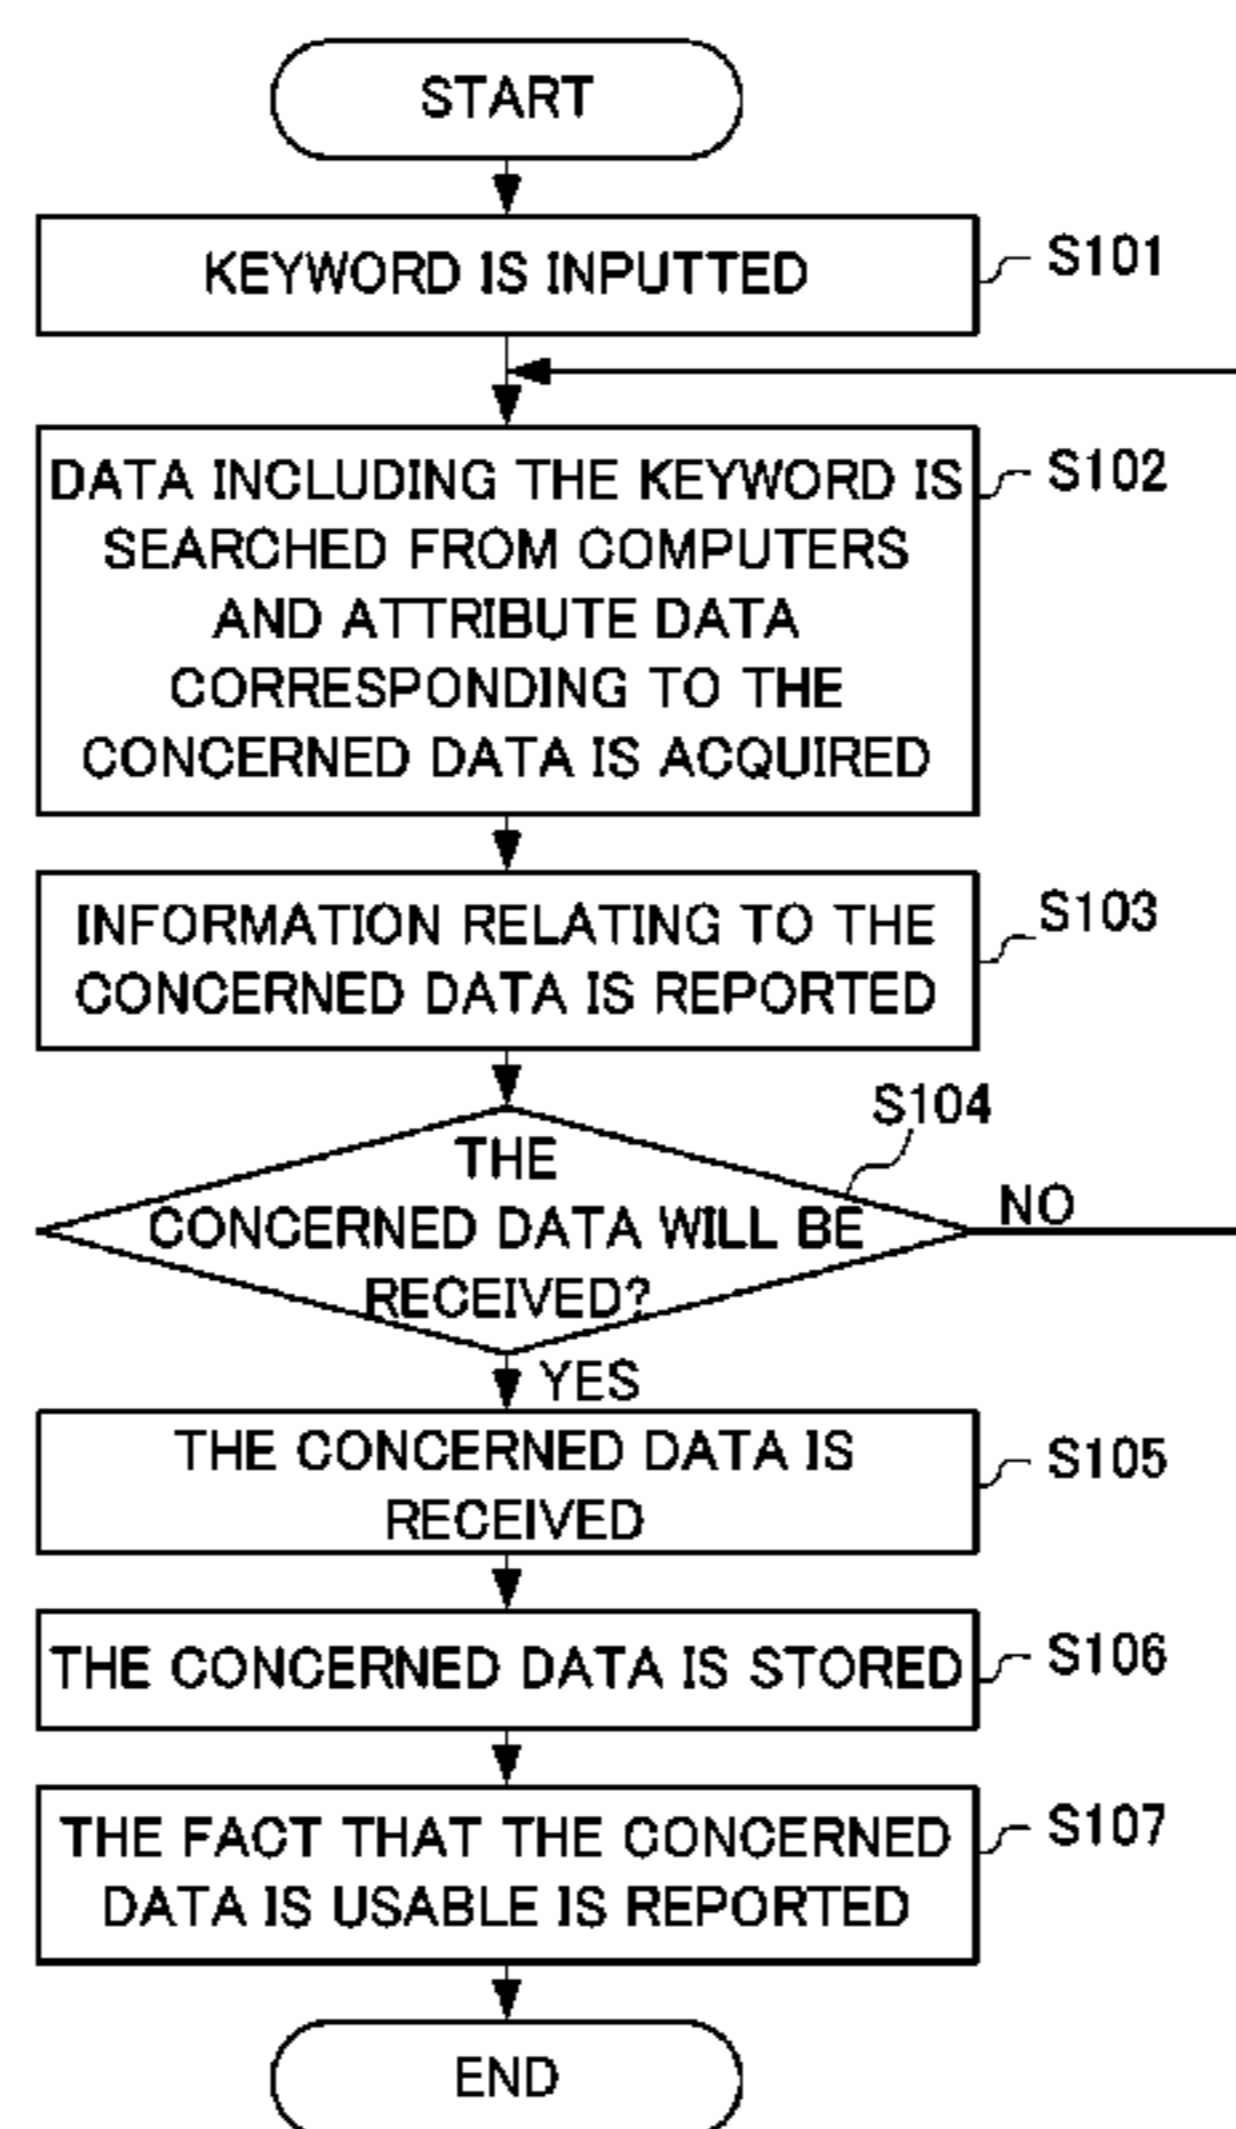 START
KEYWORD IS INPUTTED
S101
DATA INCLUDING THE KEYWORD IS
SEARCHED FROM COMPUTERS
AND ATTRIBUTE DATA
CORRESPONDING TO THE
CONCERNED DATA IS ACQUIRED
S102
INFORMATION RELATING TO THE
CONCERNED DATA IS REPORTED
S103
S104
THE
CONCERNED DATA WILL BE
RECEIVED?
NO
YES
THE CONCERNED DATA IS
RECEIVED
S105
THE CONCERNED DATA IS STORED
S106
THE FACT THAT THE CONCERNED
DATA IS USABLE IS REPORTED
S107
END